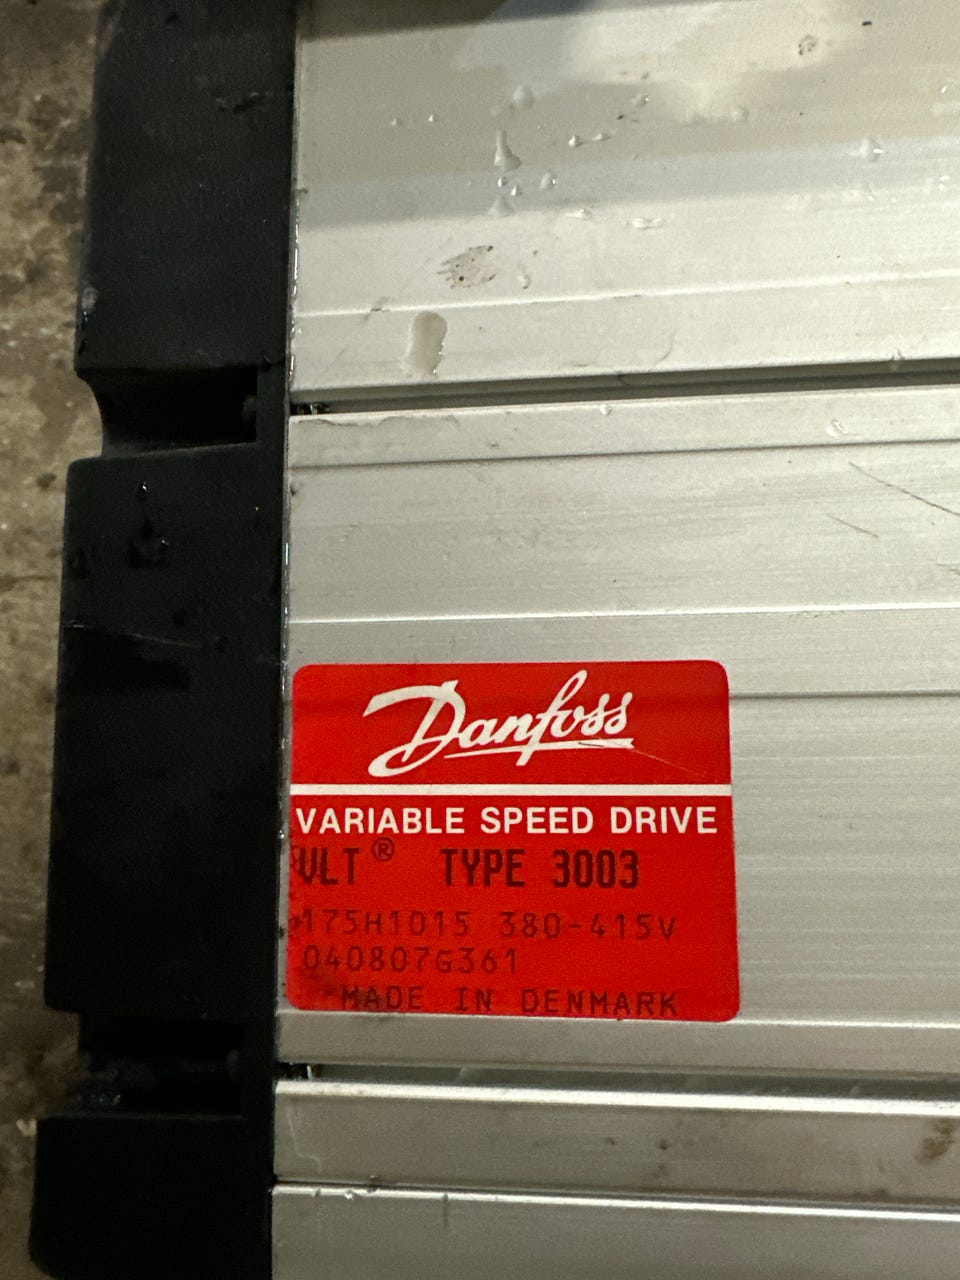 Danfoss
VARIABLE SPEED DRIVE
VLT® TYPE 3003
175H1015 380-415V
040807G361
MADE IN DENMARK